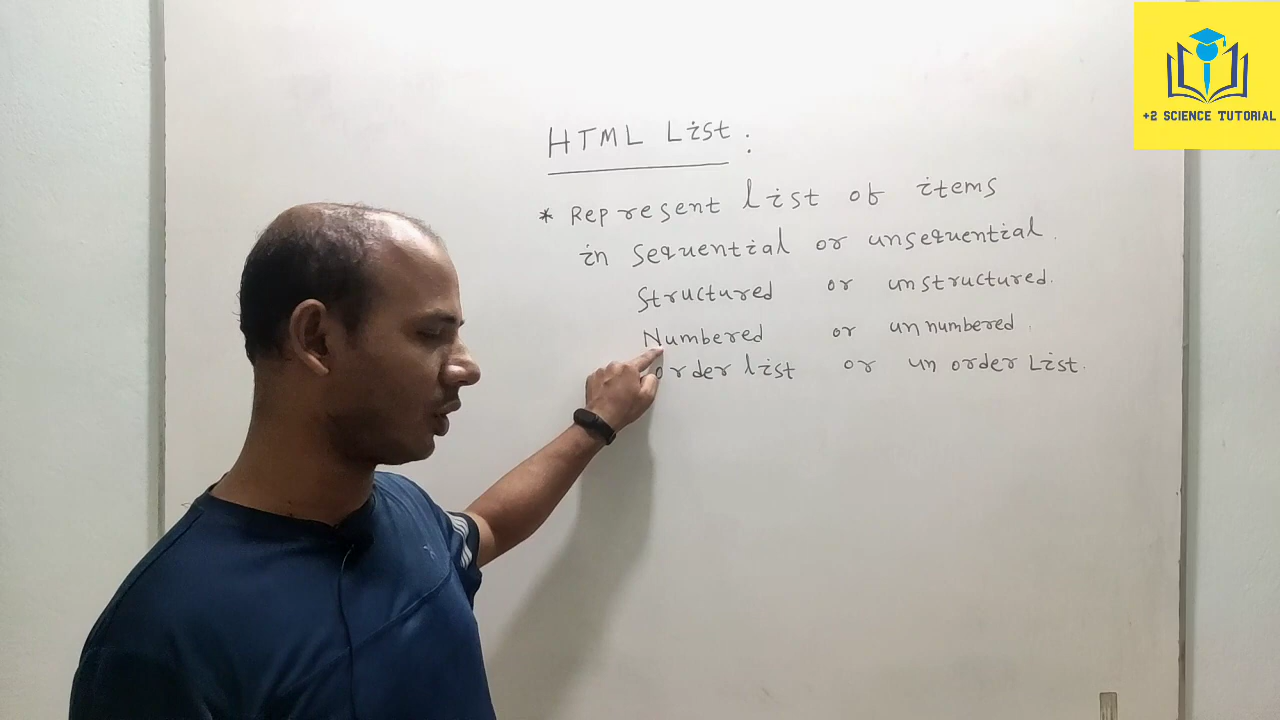 +2 SCIENCE TUTORIAL
HTML List :
* Represent list of items
in sequential or unsequential.
Structured or unstructured.
Numbered or unnumbered.
order list or un order List.